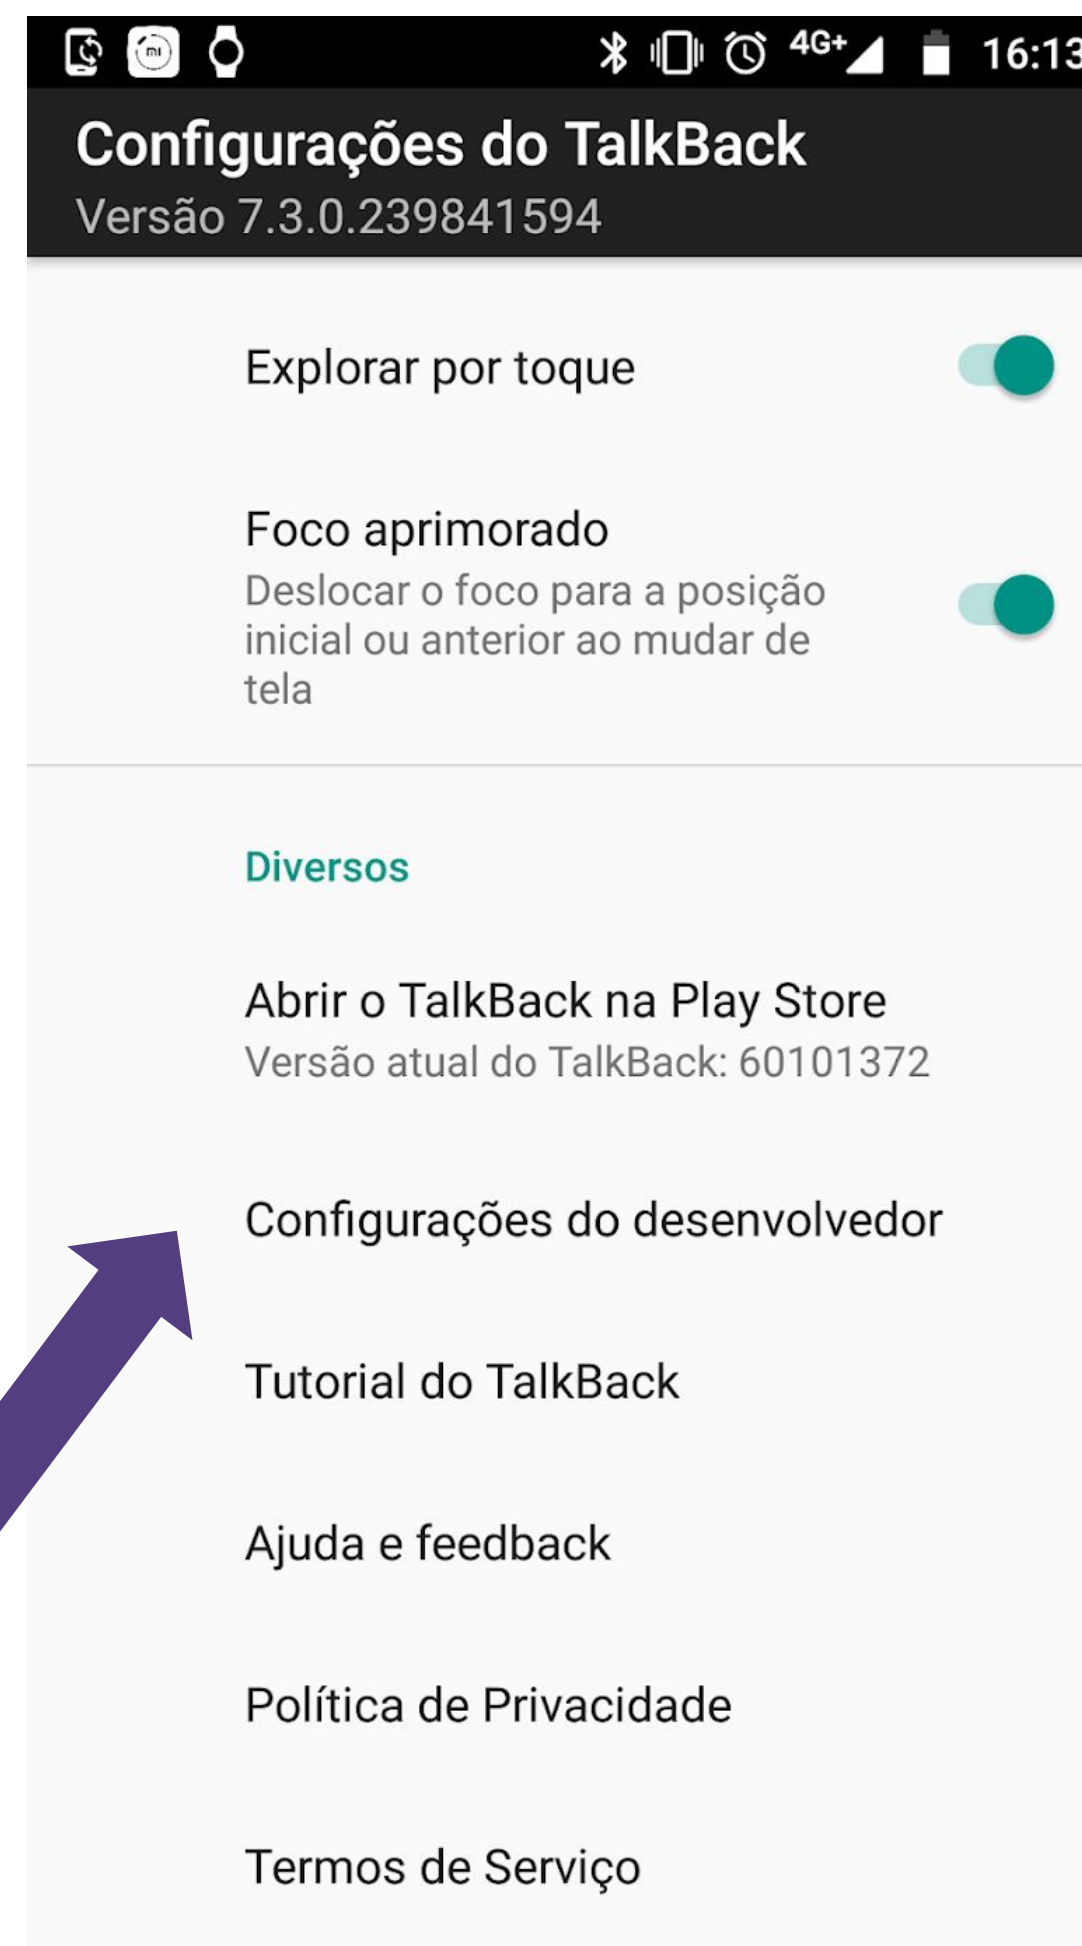 mi
4G+ 16:13
Configurações do TalkBack
Versão 7.3.0.239841594
Explorar por toque
Foco aprimorado
Deslocar o foco para a posição
inicial ou anterior ao mudar de
tela
Diversos
Abrir o TalkBack na Play Store
Versão atual do TalkBack: 60101372
Configurações do desenvolvedor
Tutorial do TalkBack
Ajuda e feedback
Política de Privacidade
Termos de Serviço